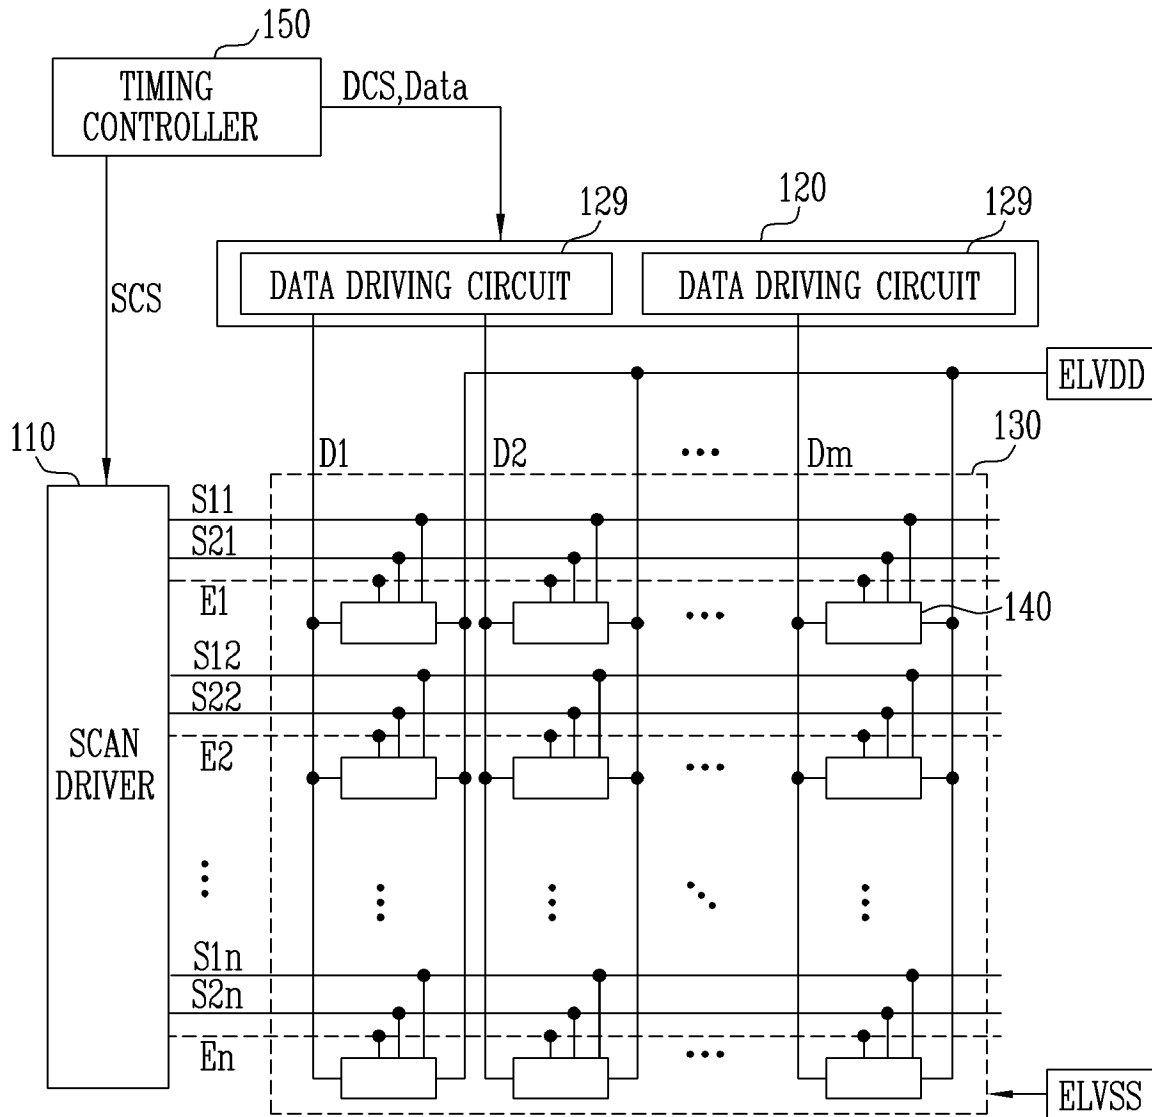 150
TIMING
CONTROLLER
DCS,Data
129
120
129
DATA DRIVING CIRCUIT
DATA DRIVING CIRCUIT
SCS
ELVDD
110
D1
D2
Dm
130
S11
S21
E1
140
S12
S22
E2
SCAN
DRIVER
S1n
S2n
En
ELVSS